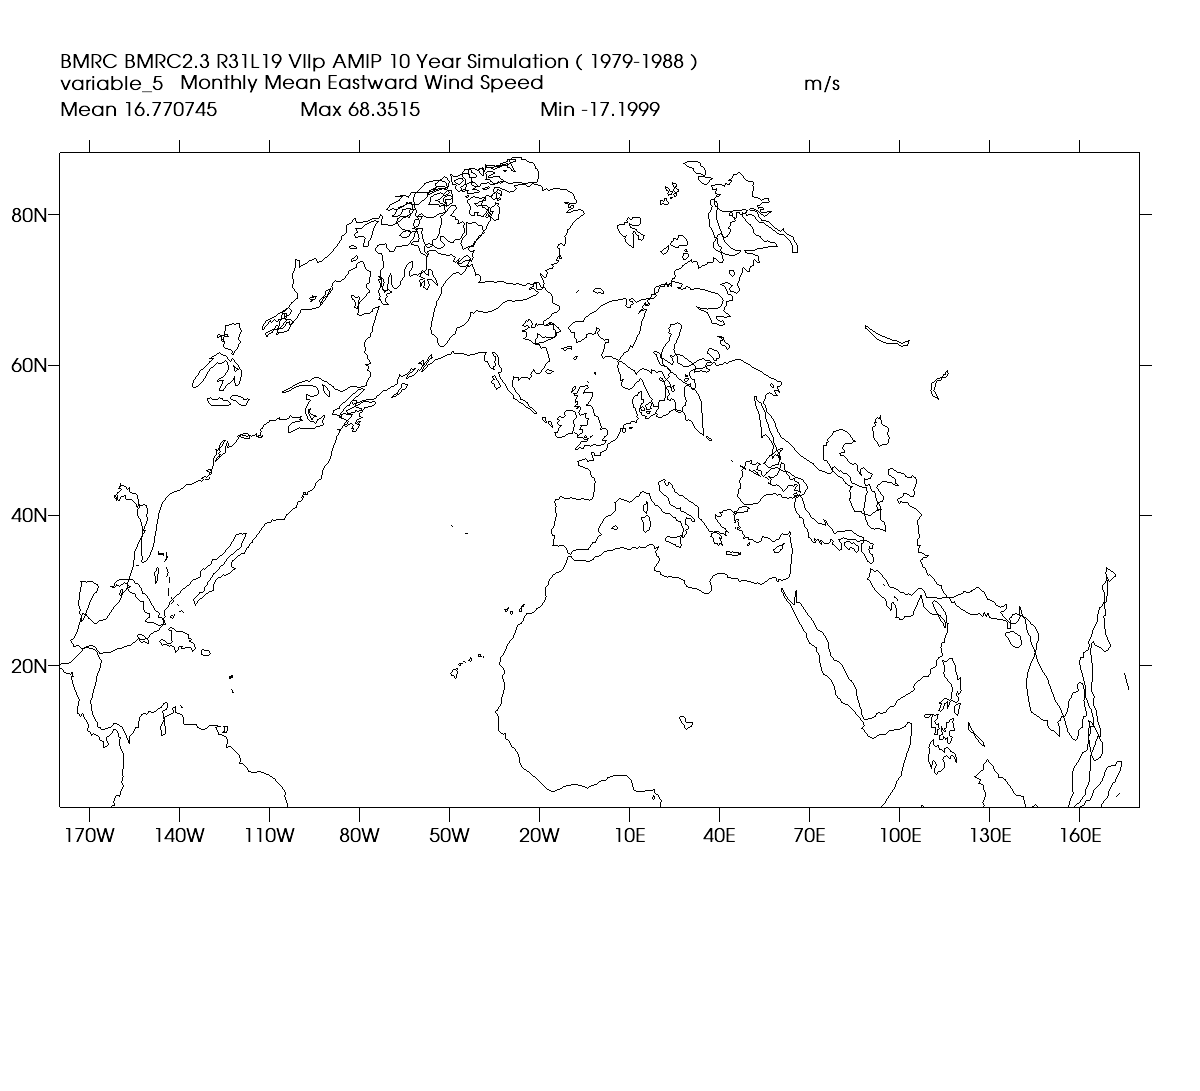 BMRC BMRC2.3 R31L19 VIIp AMIP 10 Year Simulation ( 1979-1988 )
variable_5 Monthly Mean Eastward Wind Speed m/s
Mean 16.770745 Max 68.3515 Min -17.1999
80N
60N
40N
20N
170W 140W 110W 80W 50W 20W 10E 40E 70E 100E 130E 160E